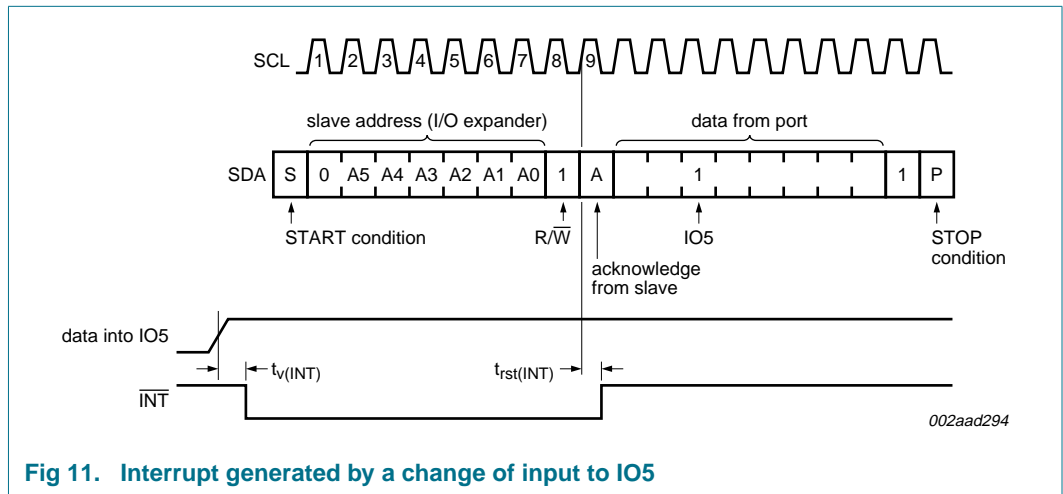 SCL 1 2 3 4 5 6 7 8 9
slave address (I/O expander) data from port
SDA S 0 A5 A4 A3 A2 A1 A0 1 A 1 1 P
START condition R/W̅ IO5 STOP
condition
acknowledge
from slave
data into IO5
tv(INT) trst(INT)
I̅N̅T̅
002aad294
Fig 11. Interrupt generated by a change of input to IO5